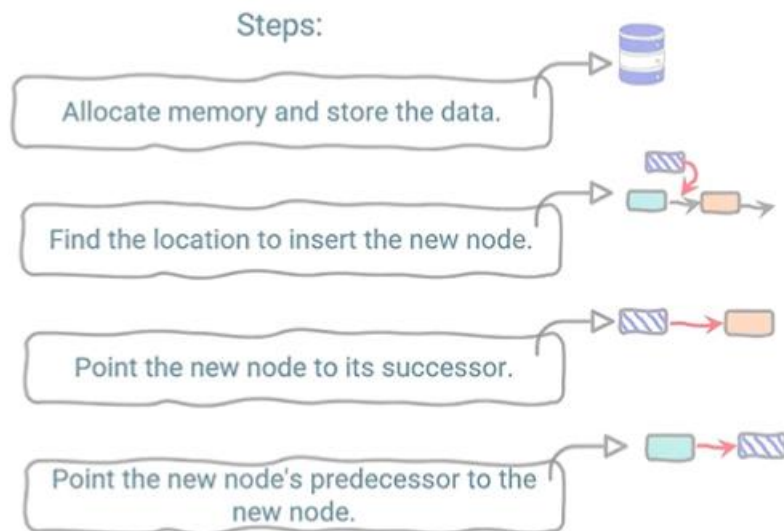 Steps:
Allocate memory and store the data.
Find the location to insert the new node.
Point the new node to its successor.
Point the new node's predecessor to the
new node.